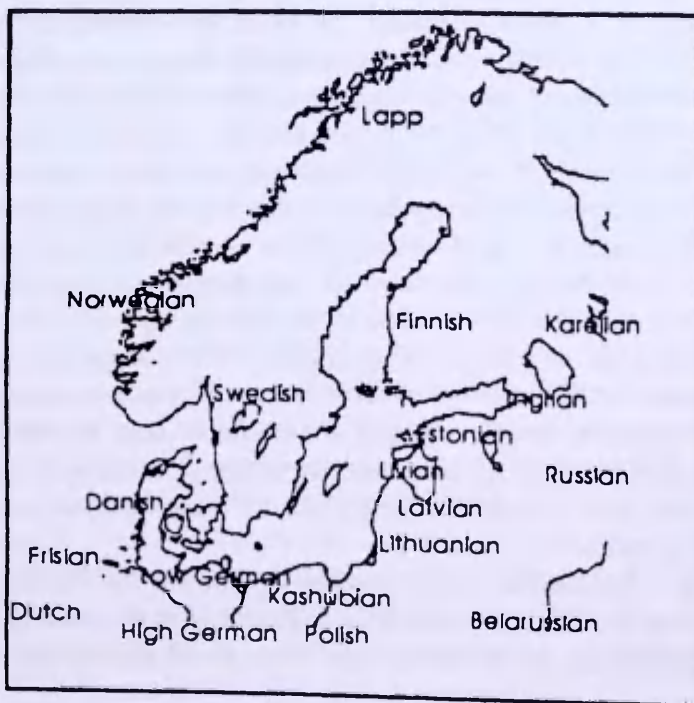 Lapp
Norwegian
Finnish
Karelian
Swedish
Inghan
Estonian
Livian
Russian
Danish
Latvian
Lithuanian
Frisian
Low German
Kashubian
Dutch
High German
Polish
Belarussian